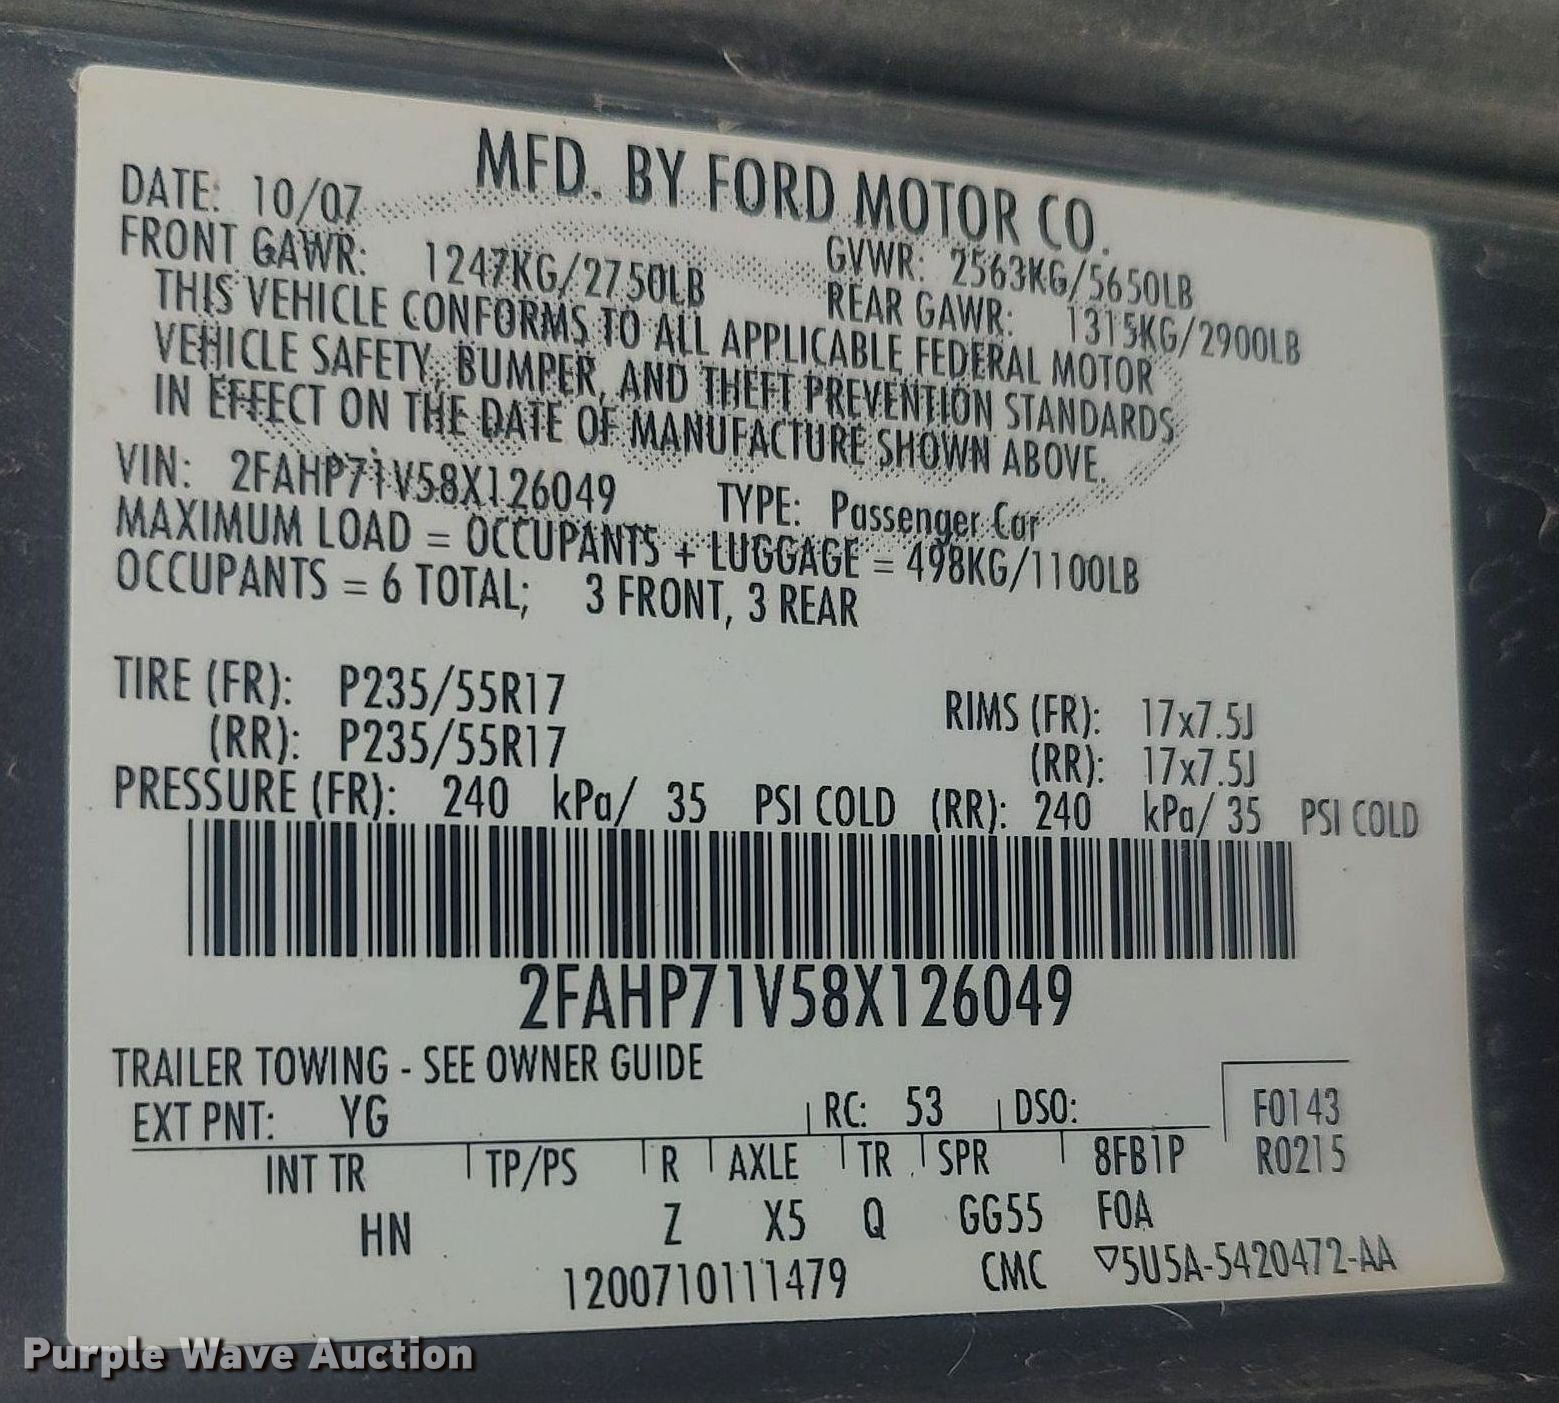 MFD. BY FORD MOTOR CO.
DATE: 10/07 GVWR: 2563KG/5650LB
FRONT GAWR: 1247KG/2750LB REAR GAWR: 1315KG/2900LB
THIS VEHICLE CONFORMS TO ALL APPLICABLE FEDERAL MOTOR
VEHICLE SAFETY, BUMPER, AND THEFT PREVENTION STANDARDS
IN EFFECT ON THE DATE OF MANUFACTURE SHOWN ABOVE.
VIN: 2FAHP71V58X126049 TYPE: Passenger Car
MAXIMUM LOAD = OCCUPANTS + LUGGAGE = 498KG/1100LB
OCCUPANTS = 6 TOTAL; 3 FRONT, 3 REAR
TIRE (FR): P235/55R17 RIMS (FR): 17x7.5J
(RR): P235/55R17 (RR): 17x7.5J
PRESSURE (FR): 240 kPa/ 35 PSI COLD (RR): 240 kPa/ 35 PSI COLD
2FAHP71V58X126049
TRAILER TOWING - SEE OWNER GUIDE
EXT PNT: YG RC: 53 DSO: F0143
INT TR TP/PS R AXLE TR SPR 8FB1P R0215
HN Z X5 Q GG55 FOA
1200710111479 CMC ▽5U5A-5420472-AA
Purple Wave Auction